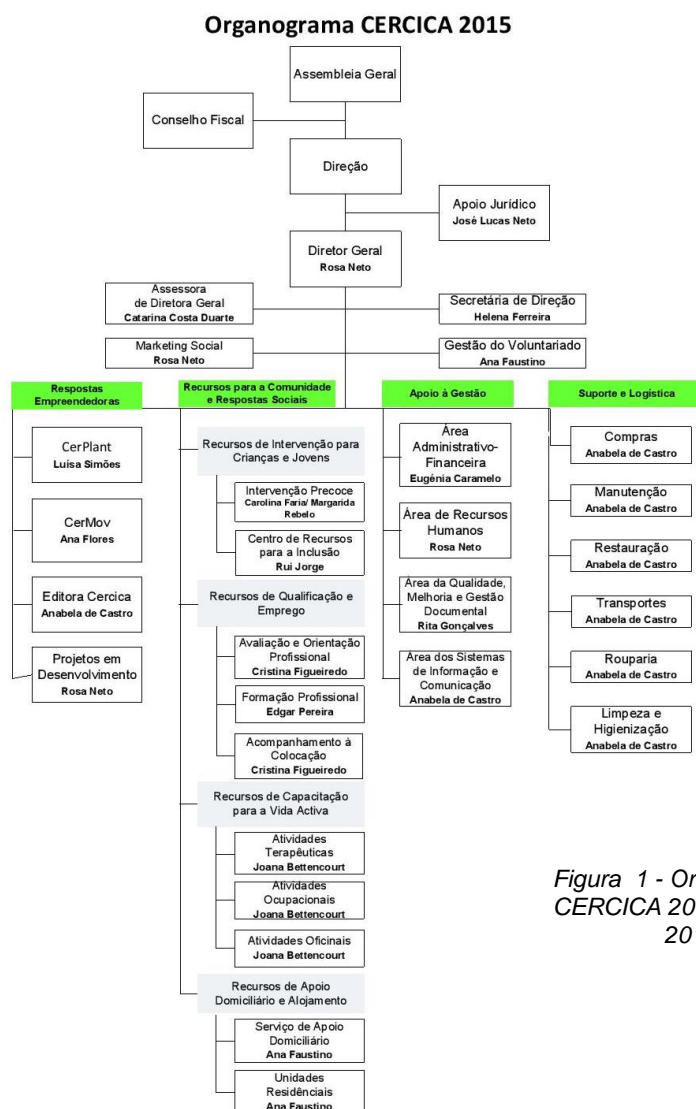 Organograma CERCICA 2015
Assembleia Geral
Conselho Fiscal
Direção
Apoio Jurídico
José Lucas Neto
Diretor Geral
Rosa Neto
Assessora
de Diretora Geral
Catarina Costa Duarte
Secretária de Direção
Helena Ferreira
Marketing Social
Rosa Neto
Gestão do Voluntariado
Ana Faustino
Respostas
Empreendedoras
CerPlant
Luísa Simões
CerMov
Ana Flores
Editora Cercica
Anabela de Castro
Projetos em
Desenvolvimento
Rosa Neto
Recursos para a Comunidade
e Respostas Sociais
Recursos de Intervenção para
Crianças e Jovens
Intervenção Precoce
Carolina Faria/ Margarida
Rebelo
Centro de Recursos
para a Inclusão
Rui Jorge
Recursos de Qualificação e
Emprego
Avaliação e Orientação
Profissional
Cristina Figueiredo
Formação Profissional
Edgar Pereira
Acompanhamento à
Colocação
Cristina Figueiredo
Recursos de Capacitação
para a Vida Activa
Atividades
Terapêuticas
Joana Bettencourt
Atividades
Ocupacionais
Joana Bettencourt
Atividades Oficinais
Joana Bettencourt
Recursos de Apoio
Domiciliário e Alojamento
Serviço de Apoio
Domiciliário
Ana Faustino
Unidades
Residênciais
Ana Faustino
Apoio à Gestão
Área
Administrativo-
Financeira
Eugénia Caramelo
Área de Recursos
Humanos
Rosa Neto
Área da Qualidade,
Melhoria e Gestão
Documental
Rita Gonçalves
Área dos Sistemas
de Informação e
Comunicação
Anabela de Castro
Suporte e Logística
Compras
Anabela de Castro
Manutenção
Anabela de Castro
Restauração
Anabela de Castro
Transportes
Anabela de Castro
Rouparia
Anabela de Castro
Limpeza e
Higienização
Anabela de Castro
Figura 1 - Or
CERCICA 20
20